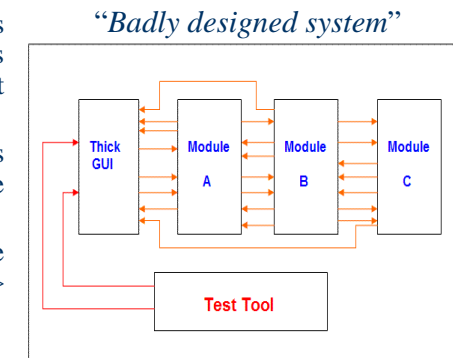 “Badly designed system”
s
s
t
s
e
e
>
Thick
GUI
Module
A
Module
B
Module
C
Test Tool